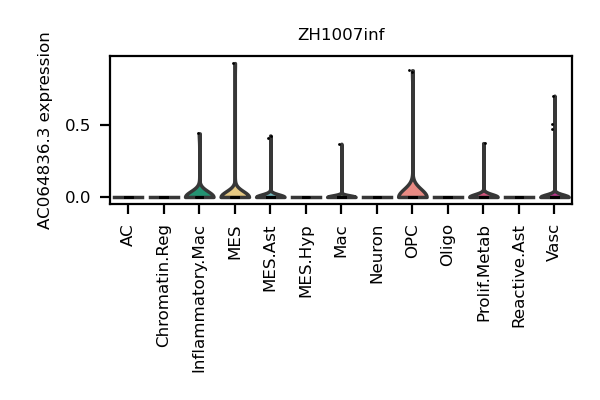 ZH1007inf
AC064836.3 expression
0.5
0.0
AC
Chromatin.Reg
Inflammatory.Mac
MES
MES.Ast
MES.Hyp
Mac
Neuron
OPC
Oligo
Prolif.Metab
Reactive.Ast
Vasc